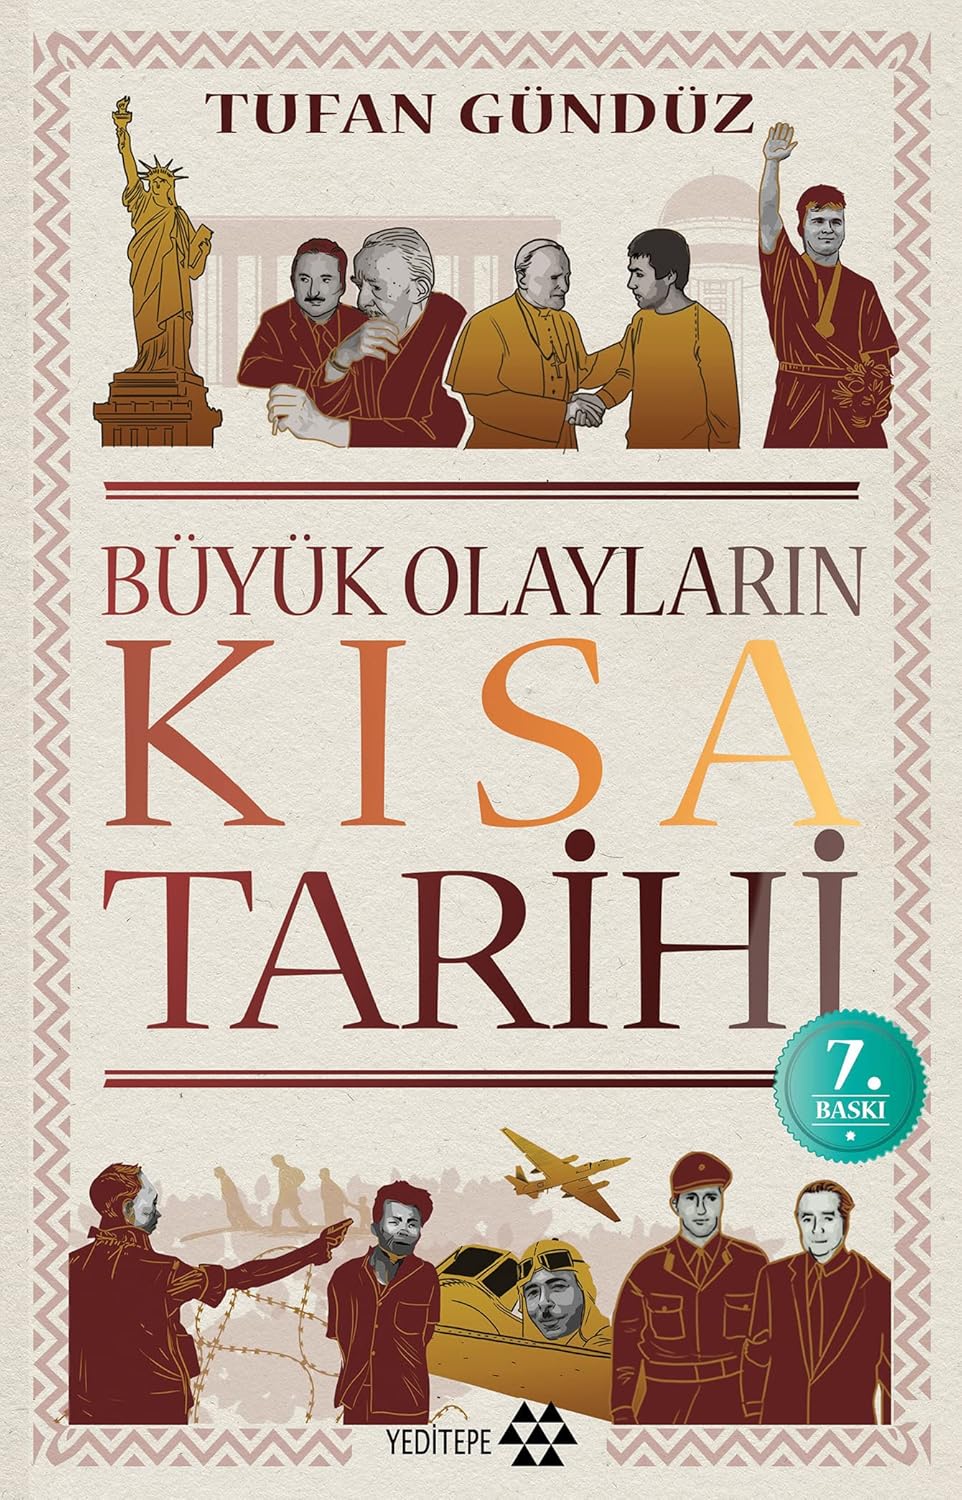 TUFAN GÜNDÜZ
BÜYÜK OLAYLARIN
KISA
TARİHİ
7.
BASKI
YEDİTEPE